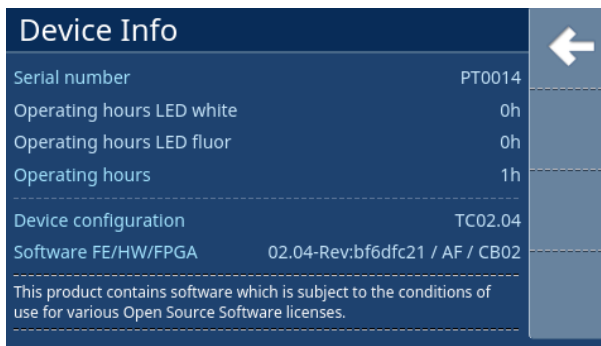 Device Info
Serial number PT0014
Operating hours LED white 0h
Operating hours LED fluor 0h
Operating hours 1h
Device configuration TC02.04
Software FE/HW/FPGA 02.04-Rev:bf6dfc21 / AF / CB02
This product contains software which is subject to the conditions of
use for various Open Source Software licenses.